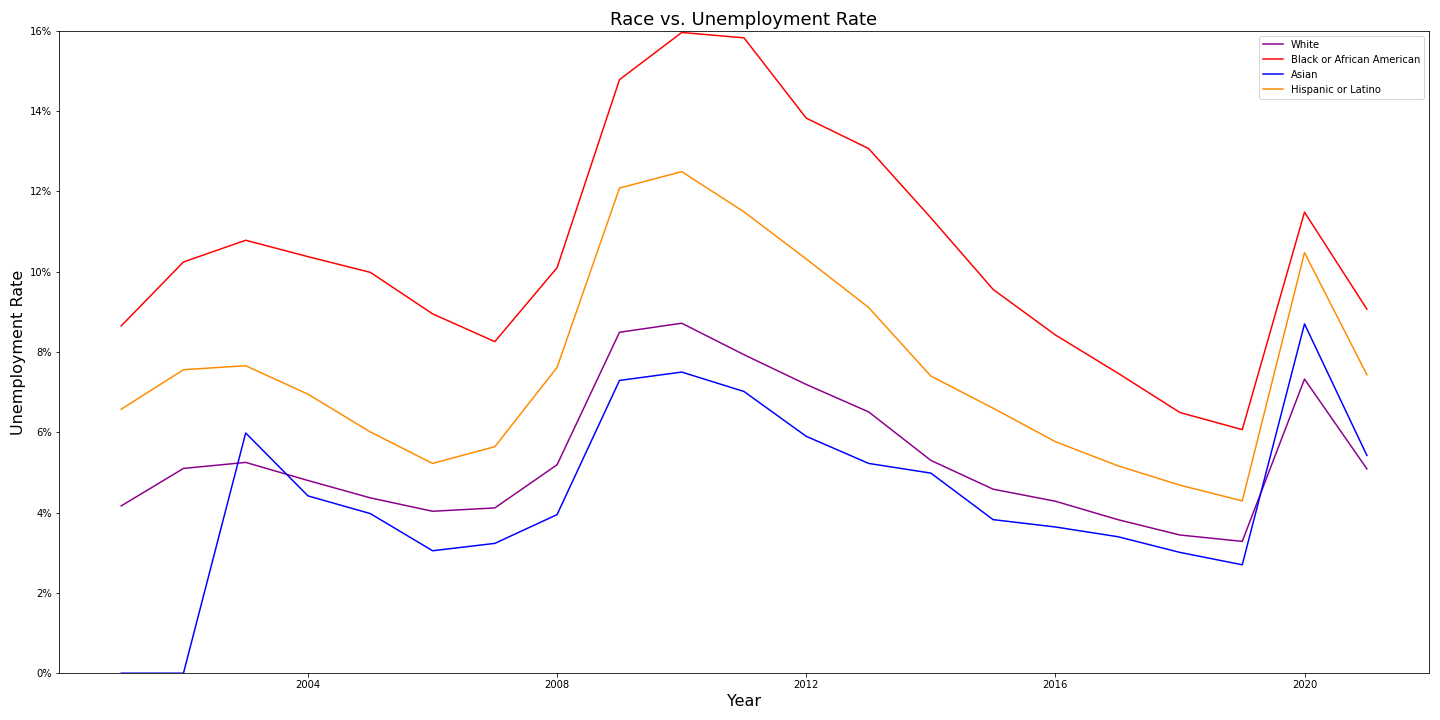 Race vs. Unemployment Rate
White
Black or African American
Asian
Hispanic or Latino
Unemployment Rate
16%
14%
12%
10%
8%
6%
4%
2%
0%
2004
2008
2012
2016
2020
Year